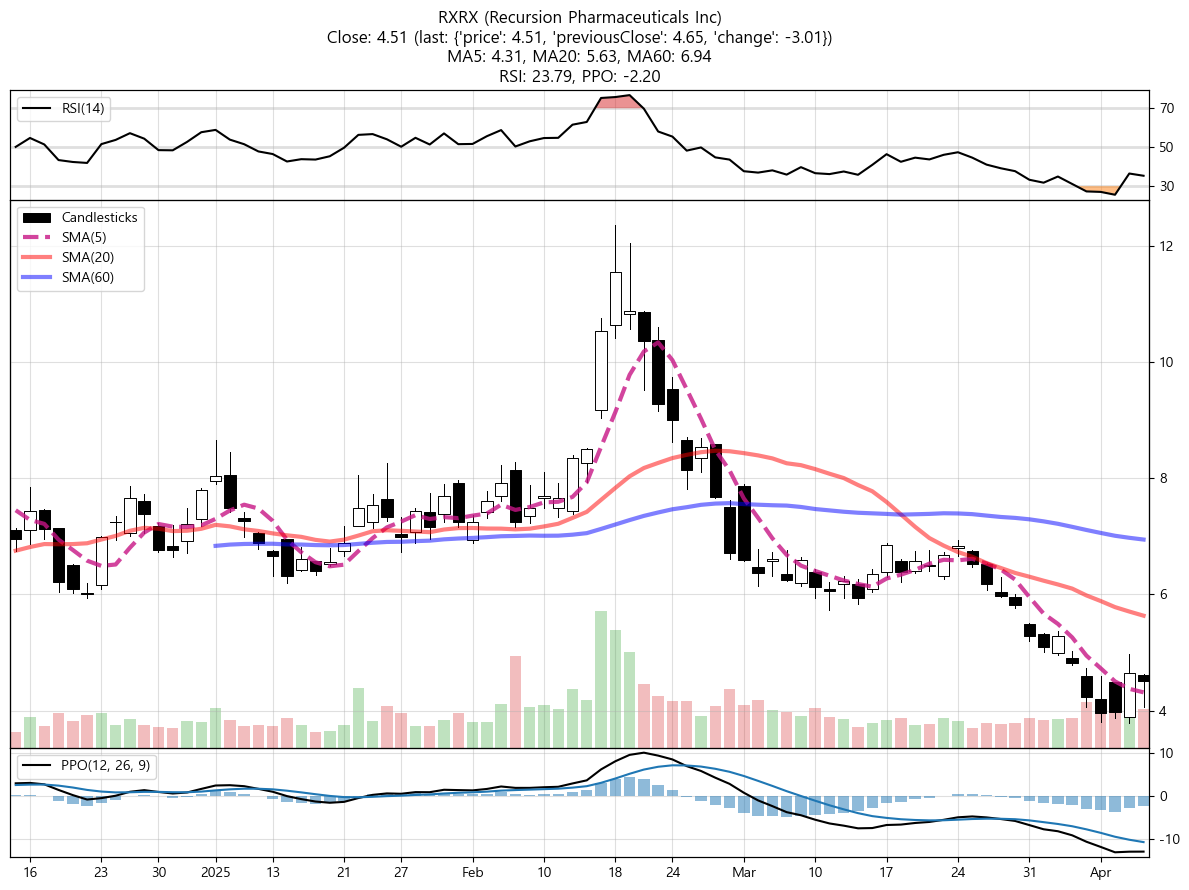 RXRX (Recursion Pharmaceuticals Inc)
Close: 4.51 (last: {'price': 4.51, 'previousClose': 4.65, 'change': -3.01})
MA5: 4.31, MA20: 5.63, MA60: 6.94
RSI: 23.79, PPO: -2.20
RSI(14)
70
50
30
Candlesticks
SMA(5)
SMA(20)
SMA(60)
12
10
8
6
4
PPO(12, 26, 9)
10
0
-10
16 23 30 2025 13 21 27 Feb 10 18 24 Mar 10 17 24 31 Apr